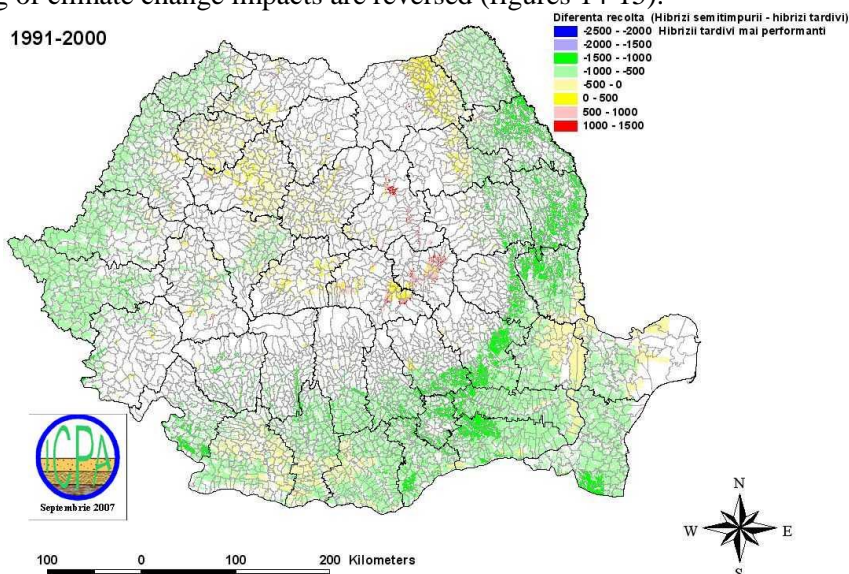 g of climate change impacts are reversed (figures 14-15).
1991-2000
Diferenta recolta (Hibrizi semitimpurii - hibrizi tardivi)
-2500 - -2000 Hibrizii tardivi mai performanti
-2000 - -1500
-1500 - -1000
-1000 - -500
-500 - 0
0 - 500
500 - 1000
1000 - 1500
ICPA
Septembrie 2007
N
W E
S
100 0 100 200 Kilometers